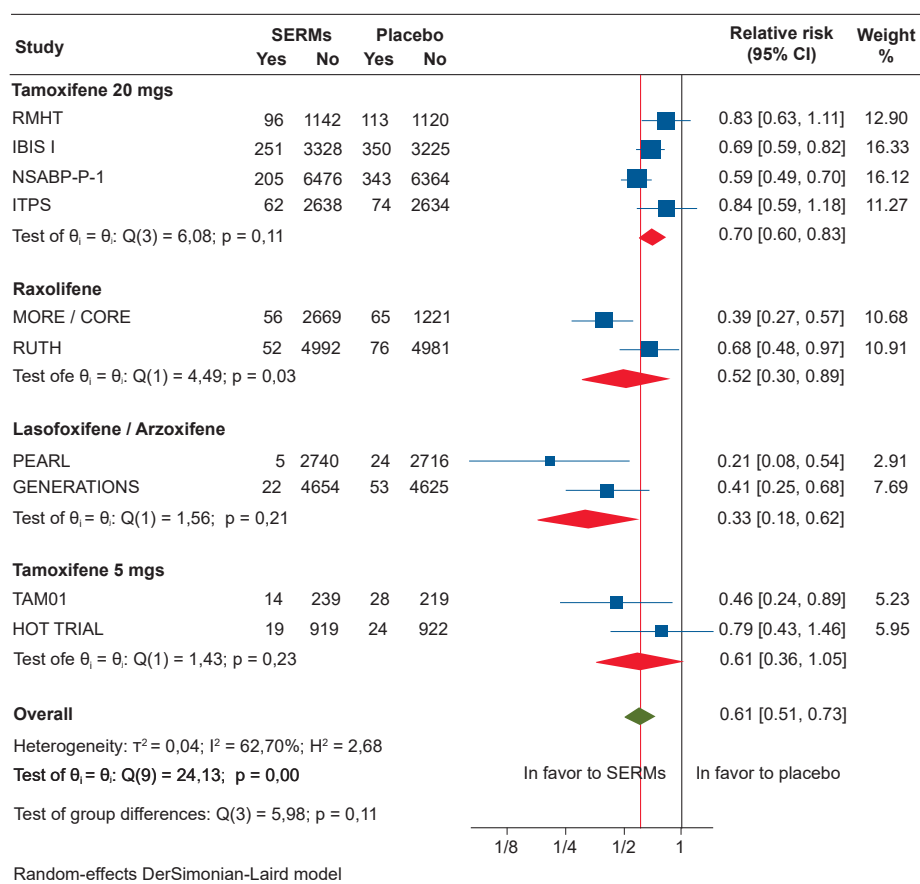 Study SERMs Placebo Relative risk Weight
Yes No Yes No (95% CI) %
Tamoxifene 20 mgs
RMHT 96 1142 113 1120 0.83 [0.63, 1.11] 12.90
IBIS I 251 3328 350 3225 0.69 [0.59, 0.82] 16.33
NSABP-P-1 205 6476 343 6364 0.59 [0.49, 0.70] 16.12
ITPS 62 2638 74 2634 0.84 [0.59, 1.18] 11.27
Test of θᵢ = θᵢ: Q(3) = 6,08; p = 0,11 0.70 [0.60, 0.83]
Raxolifene
MORE / CORE 56 2669 65 1221 0.39 [0.27, 0.57] 10.68
RUTH 52 4992 76 4981 0.68 [0.48, 0.97] 10.91
Test ofe θᵢ = θᵢ: Q(1) = 4,49; p = 0,03 0.52 [0.30, 0.89]
Lasofoxifene / Arzoxifene
PEARL 5 2740 24 2716 0.21 [0.08, 0.54] 2.91
GENERATIONS 22 4654 53 4625 0.41 [0.25, 0.68] 7.69
Test of θᵢ = θᵢ: Q(1) = 1,56; p = 0,21 0.33 [0.18, 0.62]
Tamoxifene 5 mgs
TAM01 14 239 28 219 0.46 [0.24, 0.89] 5.23
HOT TRIAL 19 919 24 922 0.79 [0.43, 1.46] 5.95
Test ofe θᵢ = θᵢ: Q(1) = 1,43; p = 0,23 0.61 [0.36, 1.05]
Overall 0.61 [0.51, 0.73]
Heterogeneity: τ² = 0,04; I² = 62,70%; H² = 2,68
Test of θᵢ = θᵢ: Q(9) = 24,13; p = 0,00 In favor to SERMs In favor to placebo
Test of group differences: Q(3) = 5,98; p = 0,11
1/8 1/4 1/2 1
Random-effects DerSimonian-Laird model